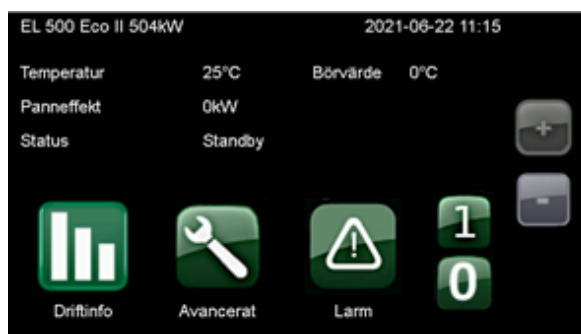 EL 500 Eco II 504kW 2021-06-22 11:15
Temperatur 25°C Börvärde 0°C
Panneffekt 0kW
Status Standby
+
-
1
0
Driftinfo Avancerat Larm